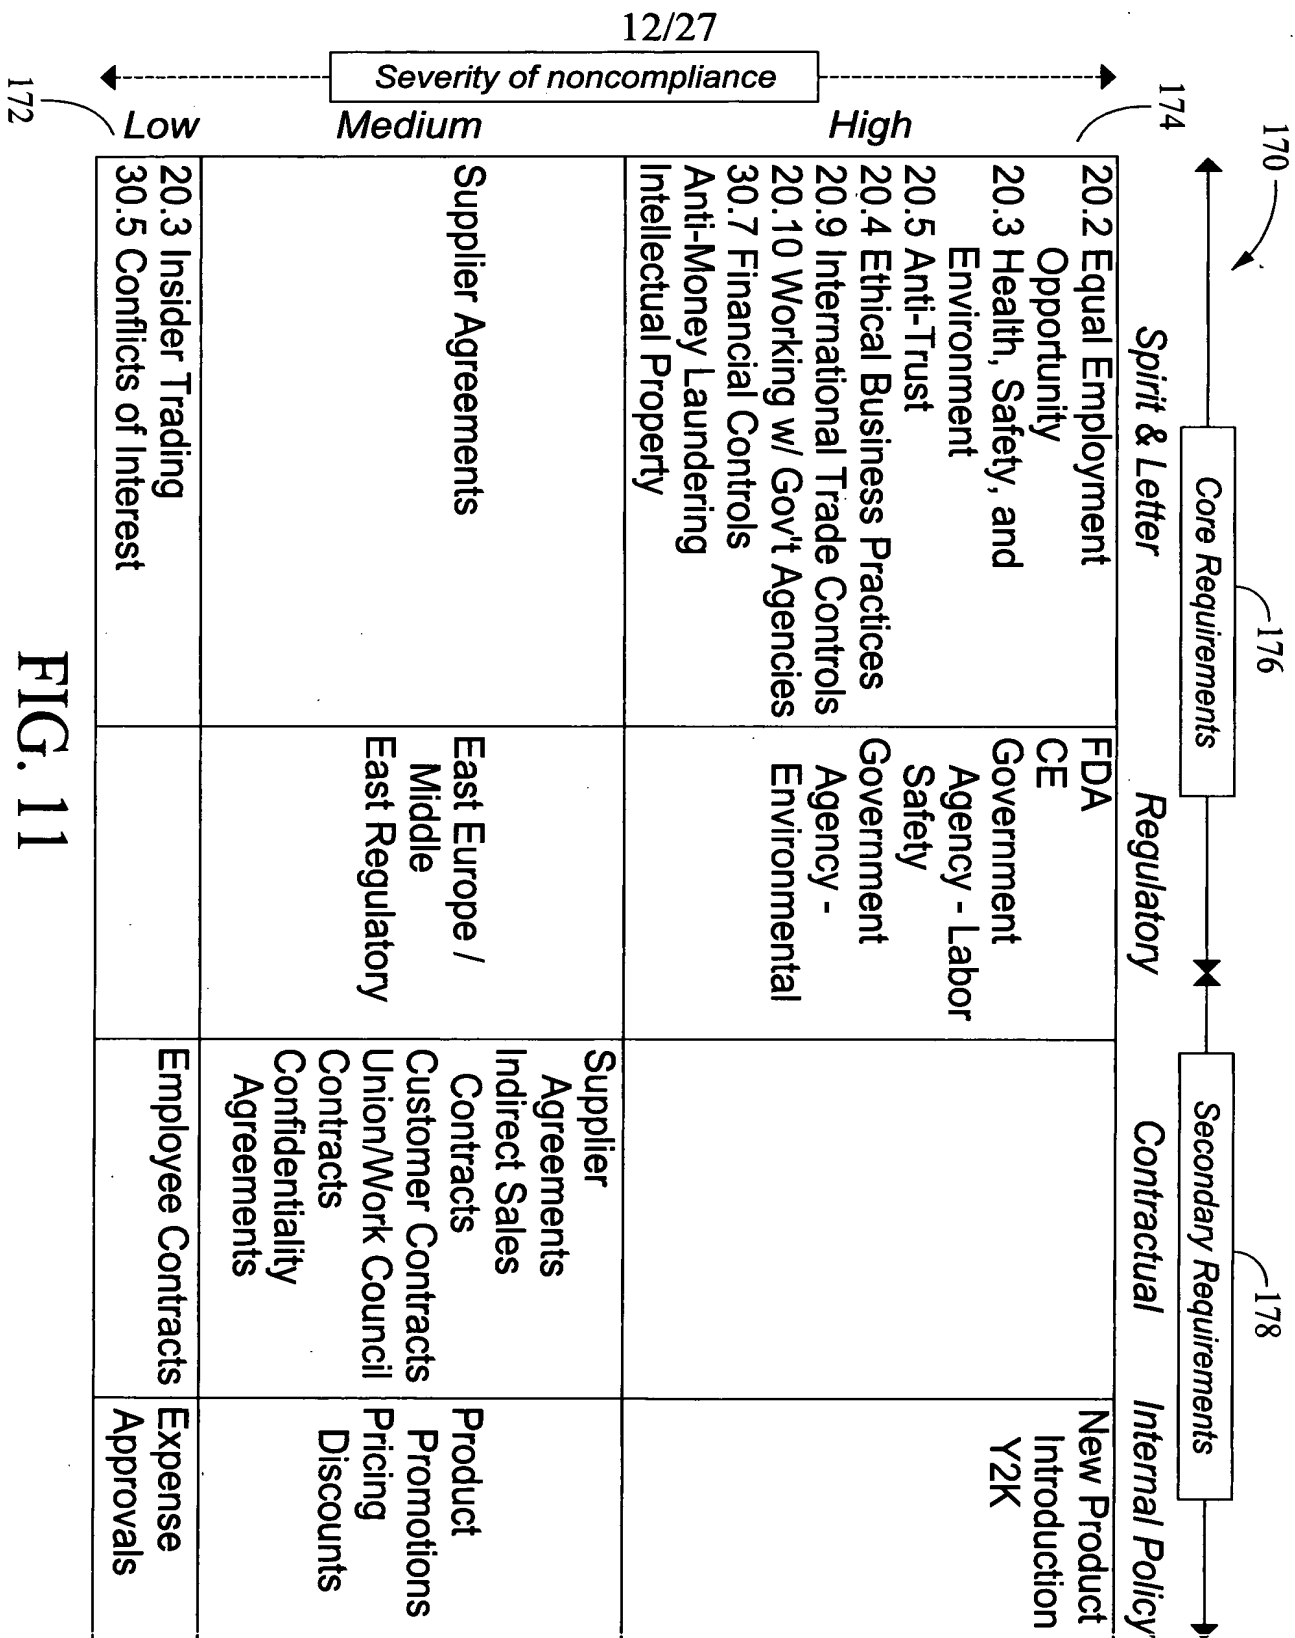 12/27
170
176
178
Core Requirements
Secondary Requirements
174
Spirit & Letter
Regulatory
Contractual
Internal Policy
Severity of noncompliance
High
20.2 Equal Employment
Opportunity
20.3 Health, Safety, and
Environment
20.5 Anti-Trust
20.4 Ethical Business Practices
20.9 International Trade Controls
20.10 Working w/ Gov't Agencies
30.7 Financial Controls
Anti-Money Laundering
Intellectual Property
FDA
CE
Government
Agency - Labor
Safety
Government
Agency -
Environmental
New Product
Introduction
Y2K
Medium
Supplier Agreements
East Europe /
Middle
East Regulatory
Supplier
Agreements
Indirect Sales
Contracts
Customer Contracts
Union/Work Council
Contracts
Confidentiality
Agreements
Product
Promotions
Pricing
Discounts
Low
20.3 Insider Trading
30.5 Conflicts of Interest
Employee Contracts
Expense
Approvals
172
FIG. 11